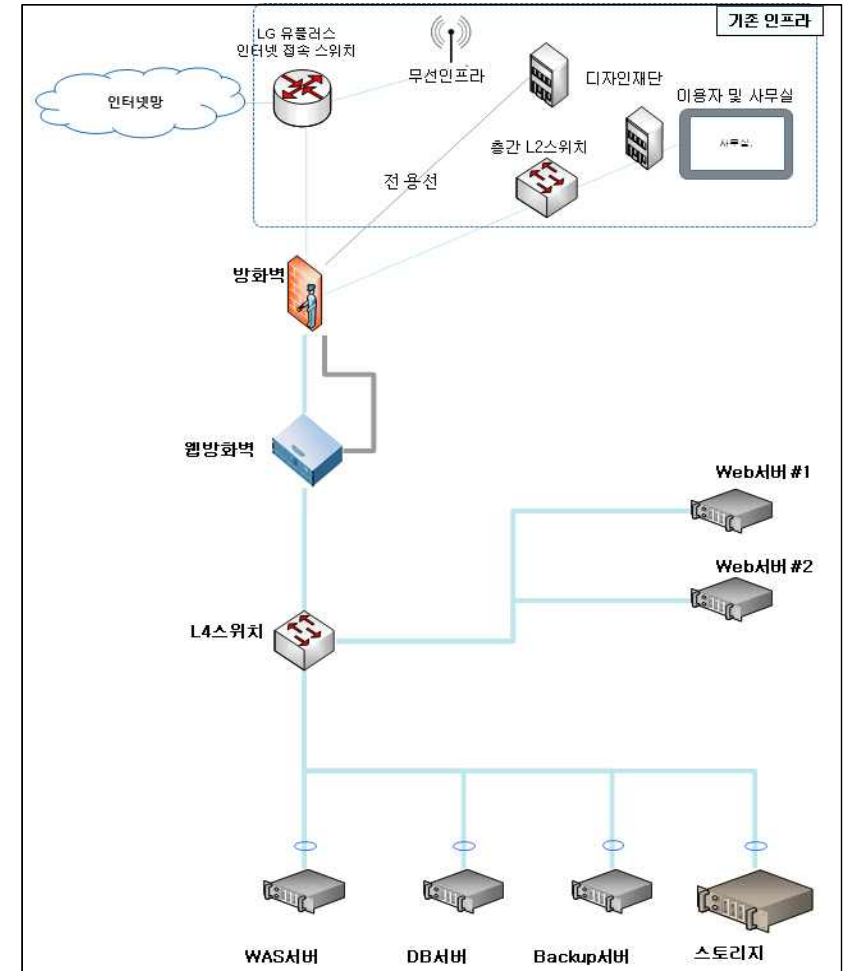 기존 인프라
LG 유플러스
인터넷 접속 스위치
무선인프라
디자인재단
이용자 및 사무실
인터넷망
사무실.
층간 L2스위치
전용선
방화벽
웹방화벽
Web서버 #1
Web서버 #2
L4스위치
WAS서버
DB서버
Backup서버
스토리지